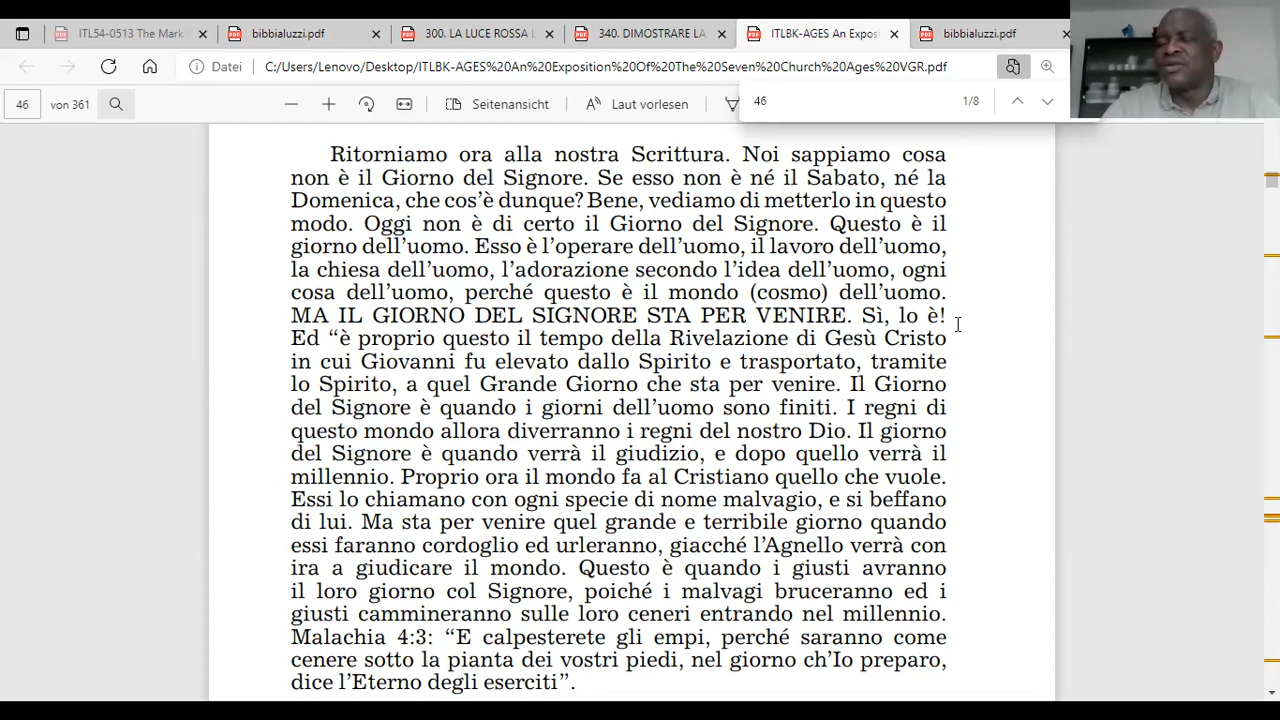 ITL54-0513 The Mark
bibbialuzzi.pdf
300. LA LUCE ROSSA L
340. DIMOSTRARE LA
ITLBK-AGES An Exposi
bibbialuzzi.pdf
Datei
C:/Users/Lenovo/Desktop/ITLBK-AGES%20An%20Exposition%20Of%20The%20Seven%20Church%20Ages%20VGR.pdf
46
von 361
Seitenansicht
Laut vorlesen
46
1/8
Ritorniamo ora alla nostra Scrittura. Noi sappiamo cosa
non è il Giorno del Signore. Se esso non è né il Sabato, né la
Domenica, che cos’è dunque? Bene, vediamo di metterlo in questo
modo. Oggi non è di certo il Giorno del Signore. Questo è il
giorno dell’uomo. Esso è l’operare dell’uomo, il lavoro dell’uomo,
la chiesa dell’uomo, l’adorazione secondo l’idea dell’uomo, ogni
cosa dell’uomo, perché questo è il mondo (cosmo) dell’uomo.
MA IL GIORNO DEL SIGNORE STA PER VENIRE. Sì, lo è!
Ed “è proprio questo il tempo della Rivelazione di Gesù Cristo
in cui Giovanni fu elevato dallo Spirito e trasportato, tramite
lo Spirito, a quel Grande Giorno che sta per venire. Il Giorno
del Signore è quando i giorni dell’uomo sono finiti. I regni di
questo mondo allora diverranno i regni del nostro Dio. Il giorno
del Signore è quando verrà il giudizio, e dopo quello verrà il
millennio. Proprio ora il mondo fa al Cristiano quello che vuole.
Essi lo chiamano con ogni specie di nome malvagio, e si beffano
di lui. Ma sta per venire quel grande e terribile giorno quando
essi faranno cordoglio ed urleranno, giacché l’Agnello verrà con
ira a giudicare il mondo. Questo è quando i giusti avranno
il loro giorno col Signore, poiché i malvagi bruceranno ed i
giusti cammineranno sulle loro ceneri entrando nel millennio.
Malachia 4:3: “E calpesterete gli empi, perché saranno come
cenere sotto la pianta dei vostri piedi, nel giorno ch’Io preparo,
dice l’Eterno degli eserciti”.